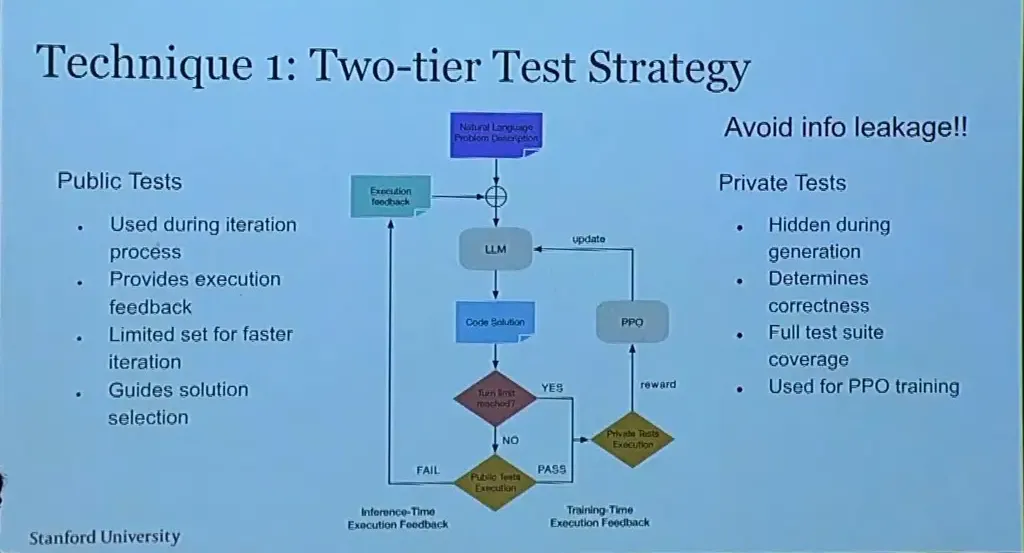 Technique 1: Two-tier Test Strategy
Avoid info leakage!!
Public Tests
• Used during iteration
process
• Provides execution
feedback
• Limited set for faster
iteration
• Guides solution
selection
Natural Language
Problem Description
Execution
feedback
LLM
update
Code Solution
PPO
Turn limit
reached?
YES
reward
NO
Private Tests
Execution
FAIL
Public Tests
Execution
PASS
Inference-Time
Execution Feedback
Training-Time
Execution Feedback
Private Tests
• Hidden during
generation
• Determines
correctness
• Full test suite
coverage
• Used for PPO training
Stanford University